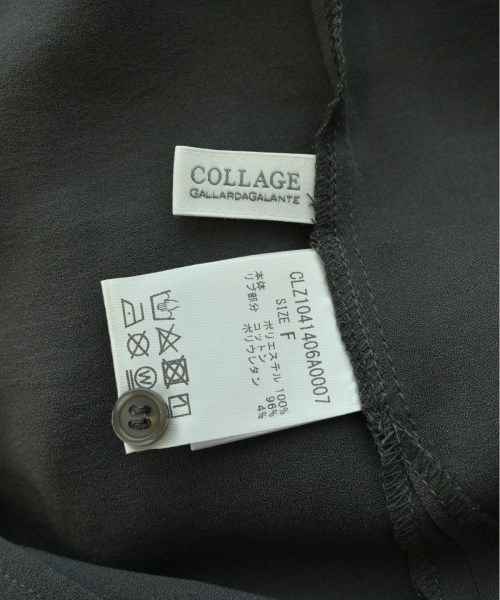 COLLAGE
GALLARDAGALANTE
CLZ1041406A0007
SIZE F
本体 ポリエステル 100%
リブ部分 コットン 96%
ポリウレタン 4%
W